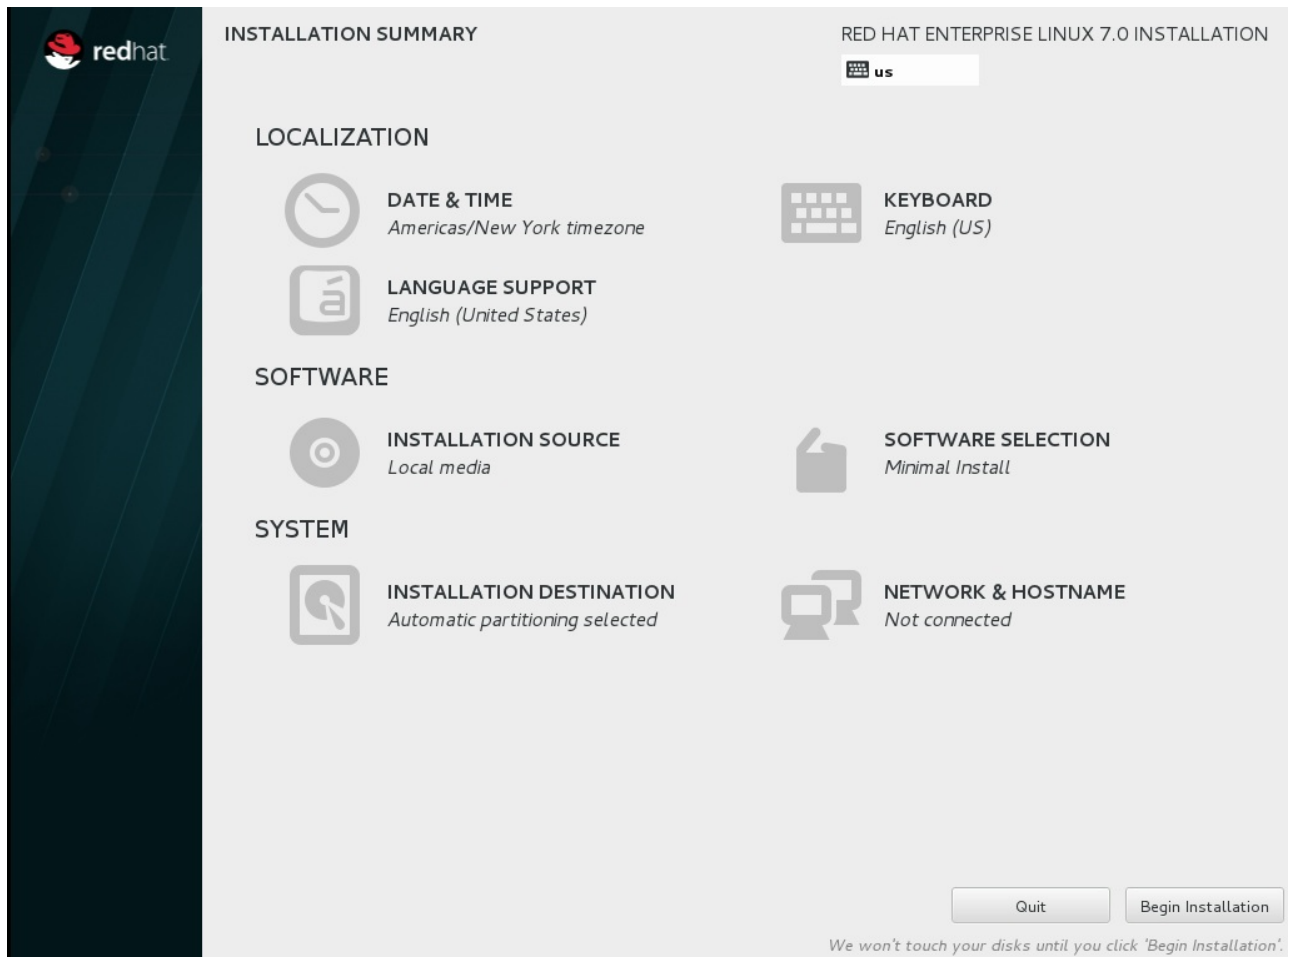 redhat.
INSTALLATION SUMMARY
RED HAT ENTERPRISE LINUX 7.0 INSTALLATION
us
LOCALIZATION
DATE & TIME
Americas/New York timezone
KEYBOARD
English (US)
á
LANGUAGE SUPPORT
English (United States)
SOFTWARE
INSTALLATION SOURCE
Local media
SOFTWARE SELECTION
Minimal Install
SYSTEM
INSTALLATION DESTINATION
Automatic partitioning selected
NETWORK & HOSTNAME
Not connected
Quit
Begin Installation
We won't touch your disks until you click 'Begin Installation'.